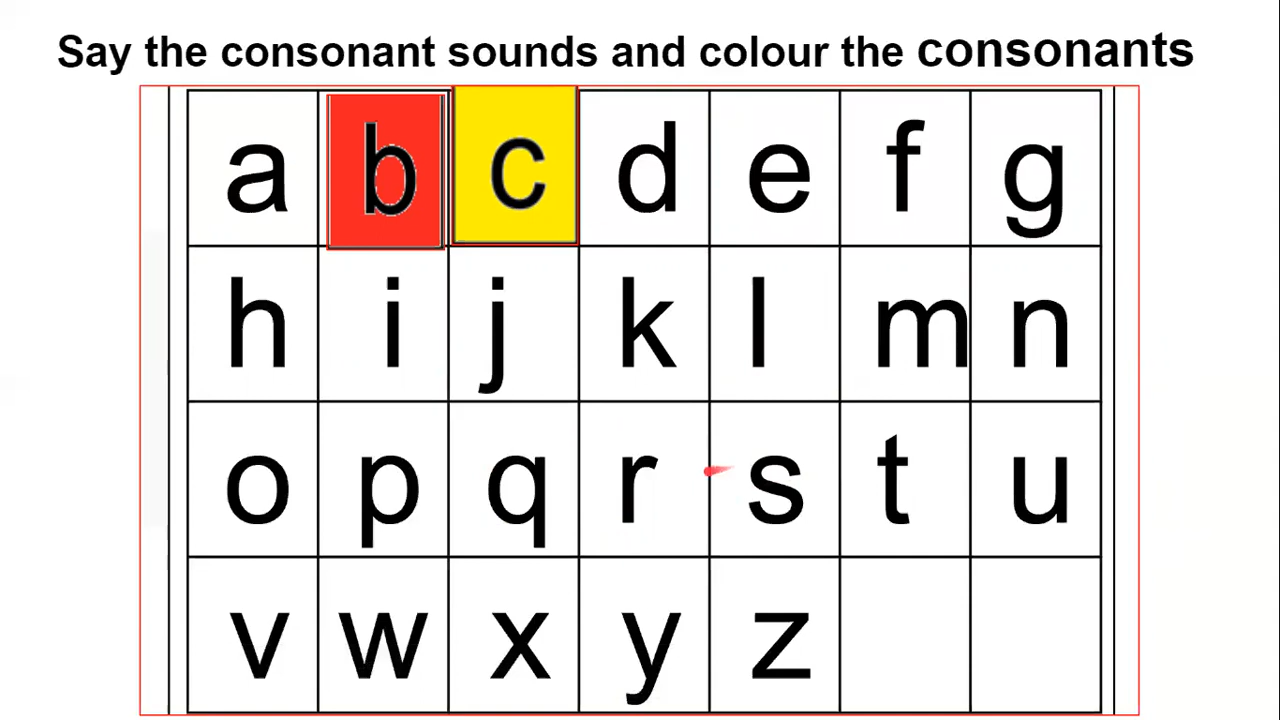 Say the consonant sounds and colour the consonants
a b c d e f g
h i j k l m n
o p q r s t u
v w x y z